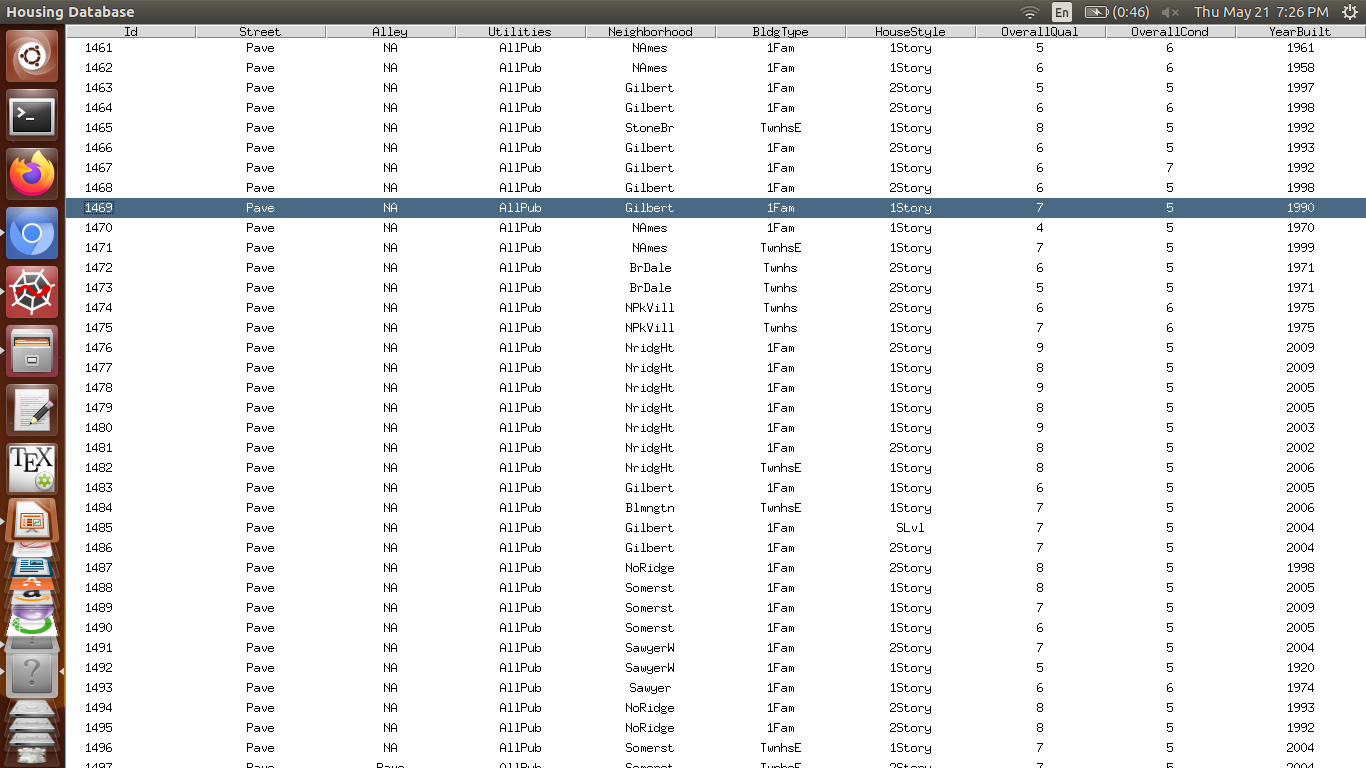 Housing Database En (0:46) Thu May 21 7:26 PM
Id Street Alley Utilities Neighborhood BldgType HouseStyle OverallQual OverallCond YearBuilt
1461 Pave NA AllPub NAmes 1Fam 1Story 5 6 1961
1462 Pave NA AllPub NAmes 1Fam 1Story 6 6 1958
1463 Pave NA AllPub Gilbert 1Fam 2Story 5 5 1997
1464 Pave NA AllPub Gilbert 1Fam 2Story 6 6 1998
1465 Pave NA AllPub StoneBr TwnhsE 1Story 8 5 1992
1466 Pave NA AllPub Gilbert 1Fam 2Story 6 5 1993
1467 Pave NA AllPub Gilbert 1Fam 1Story 6 7 1992
1468 Pave NA AllPub Gilbert 1Fam 2Story 6 5 1998
1469 Pave NA AllPub Gilbert 1Fam 1Story 7 5 1990
1470 Pave NA AllPub NAmes 1Fam 1Story 4 5 1970
1471 Pave NA AllPub NAmes TwnhsE 1Story 7 5 1999
1472 Pave NA AllPub BrDale Twnhs 2Story 6 5 1971
1473 Pave NA AllPub BrDale Twnhs 2Story 5 5 1971
1474 Pave NA AllPub NPkVill Twnhs 2Story 6 6 1975
1475 Pave NA AllPub NPkVill Twnhs 1Story 7 6 1975
1476 Pave NA AllPub NridgHt 1Fam 2Story 9 5 2009
1477 Pave NA AllPub NridgHt 1Fam 1Story 8 5 2009
1478 Pave NA AllPub NridgHt 1Fam 1Story 9 5 2005
1479 Pave NA AllPub NridgHt 1Fam 1Story 8 5 2005
1480 Pave NA AllPub NridgHt 1Fam 1Story 9 5 2003
1481 Pave NA AllPub NridgHt 1Fam 2Story 8 5 2002
1482 Pave NA AllPub NridgHt TwnhsE 1Story 8 5 2006
1483 Pave NA AllPub Gilbert 1Fam 1Story 6 5 2005
1484 Pave NA AllPub Blmngtn TwnhsE 1Story 7 5 2006
1485 Pave NA AllPub Gilbert 1Fam vl 7 5 2004
1486 Pave NA AllPub Gilbert 1Fam 2Story 7 5 2004
1487 Pave NA AllPub NoRidge 1Fam 2Story 8 5 1998
1488 Pave NA AllPub Somerst 1Fam 1Story 8 5 2005
1489 Pave NA AllPub Somerst 1Fam 1Story 7 5 2009
1490 Pave NA AllPub Somerst 1Fam 1Story 6 5 2005
1491 Pave NA AllPub SawyerW 1Fam 2Story 7 5 2004
1492 Pave NA AllPub SawyerW 1Fam 1Story 5 5 1920
1493 Pave NA AllPub Sawyer 1Fam 1Story 6 6 1974
1494 Pave NA AllPub NoRidge 1Fam 2Story 8 5 1993
1495 Pave NA AllPub NoRidge 1Fam 1Story 8 5 1992
1496 Pave NA AllPub Somerst TwnhsE 1Story 7 5 2004
1497 Pave Pave AllPub Somerst TwnhsE 2Story 7 5 2004
TEX